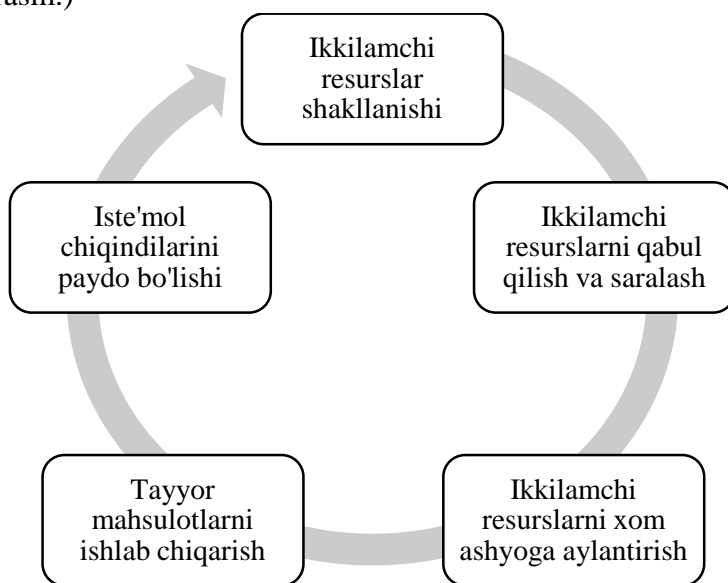 Ikkilamchi
resurslar
shakllanishi
Ikkilamchi
resurslarni qabul
qilish va saralash
Ikkilamchi
resurslarni xom
ashyoga aylantirish
Tayyor
mahsulotlarni
ishlab chiqarish
Iste'mol
chiqindilarini
paydo bo'lishi